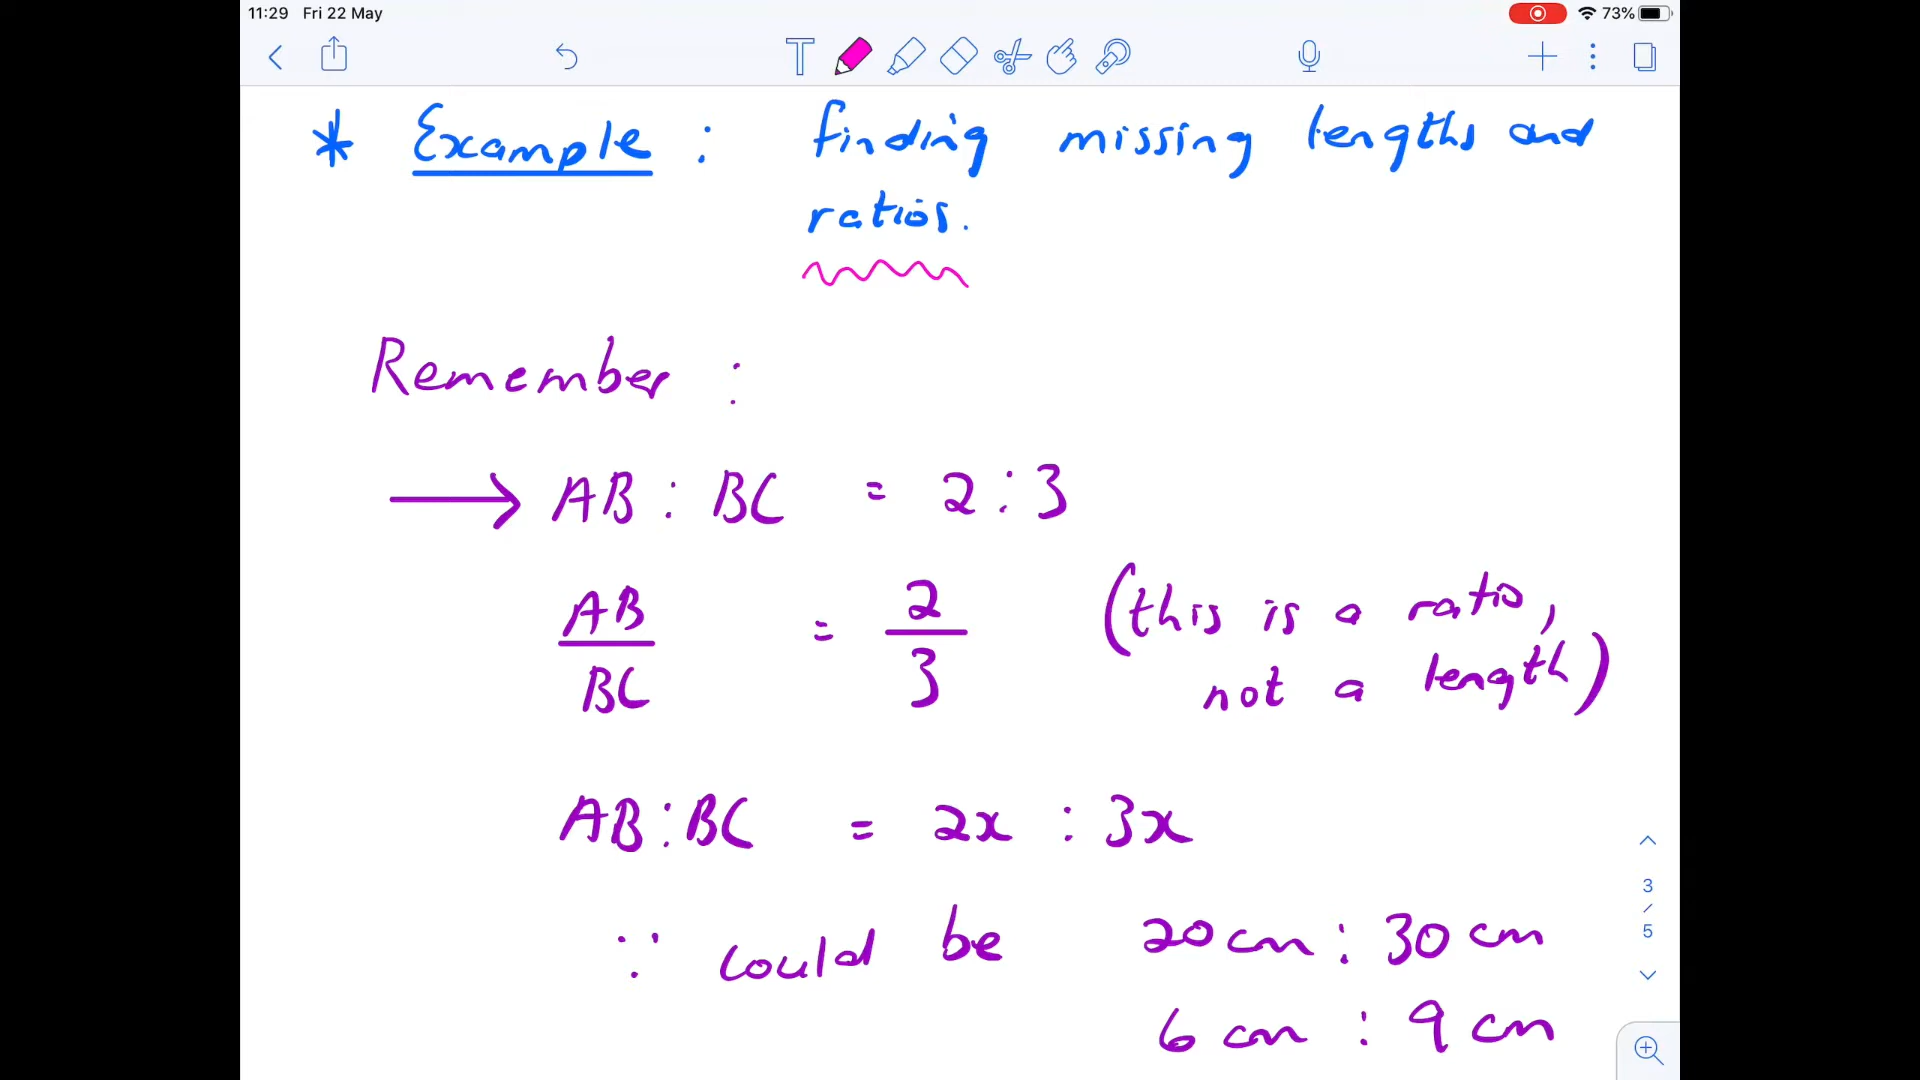 11:29 Fri 22 May 73%
T
* Example : finding missing lengths and
ratios.
Remember :
→ AB : BC = 2 : 3
AB/BC = 2/3 (this is a ratio,
not a length)
AB : BC = 2x : 3x
∵ could be 20 cm : 30 cm
6 cm : 9 cm
3
/
5